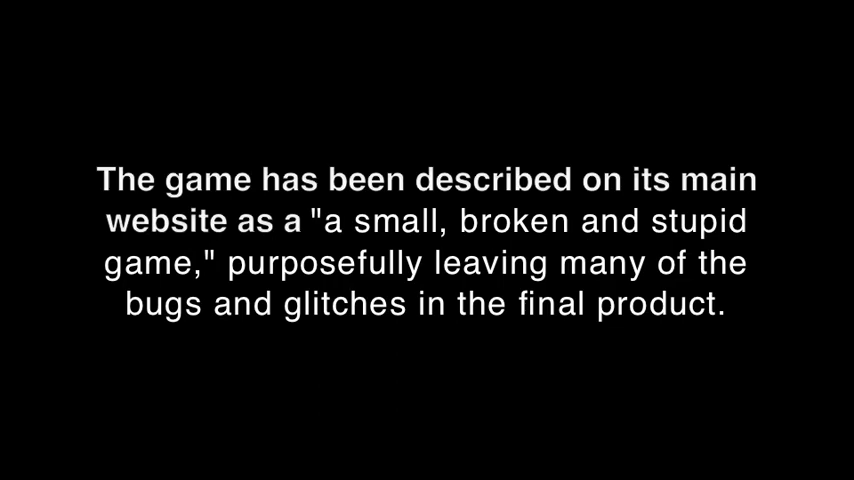 The game has been described on its main
website as a "a small, broken and stupid
game," purposefully leaving many of the
bugs and glitches in the final product.